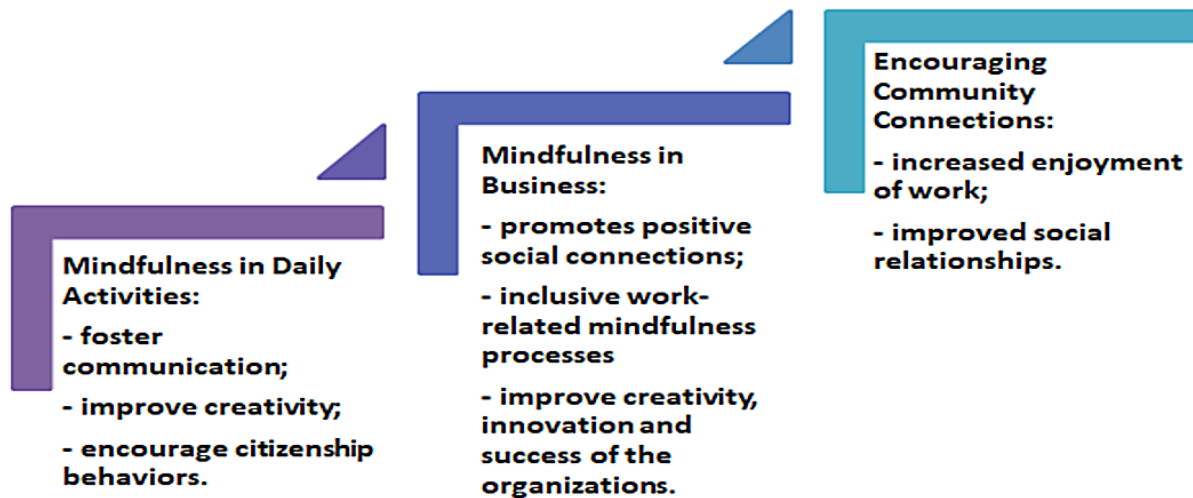 Mindfulness in Daily
Activities:
- foster
communication;
- improve creativity;
- encourage citizenship
behaviors.
Mindfulness in
Business:
- promotes positive
social connections;
- inclusive work-
related mindfulness
processes
- improve creativity,
innovation and
success of the
organizations.
Encouraging
Community
Connections:
- increased enjoyment
of work;
- improved social
relationships.